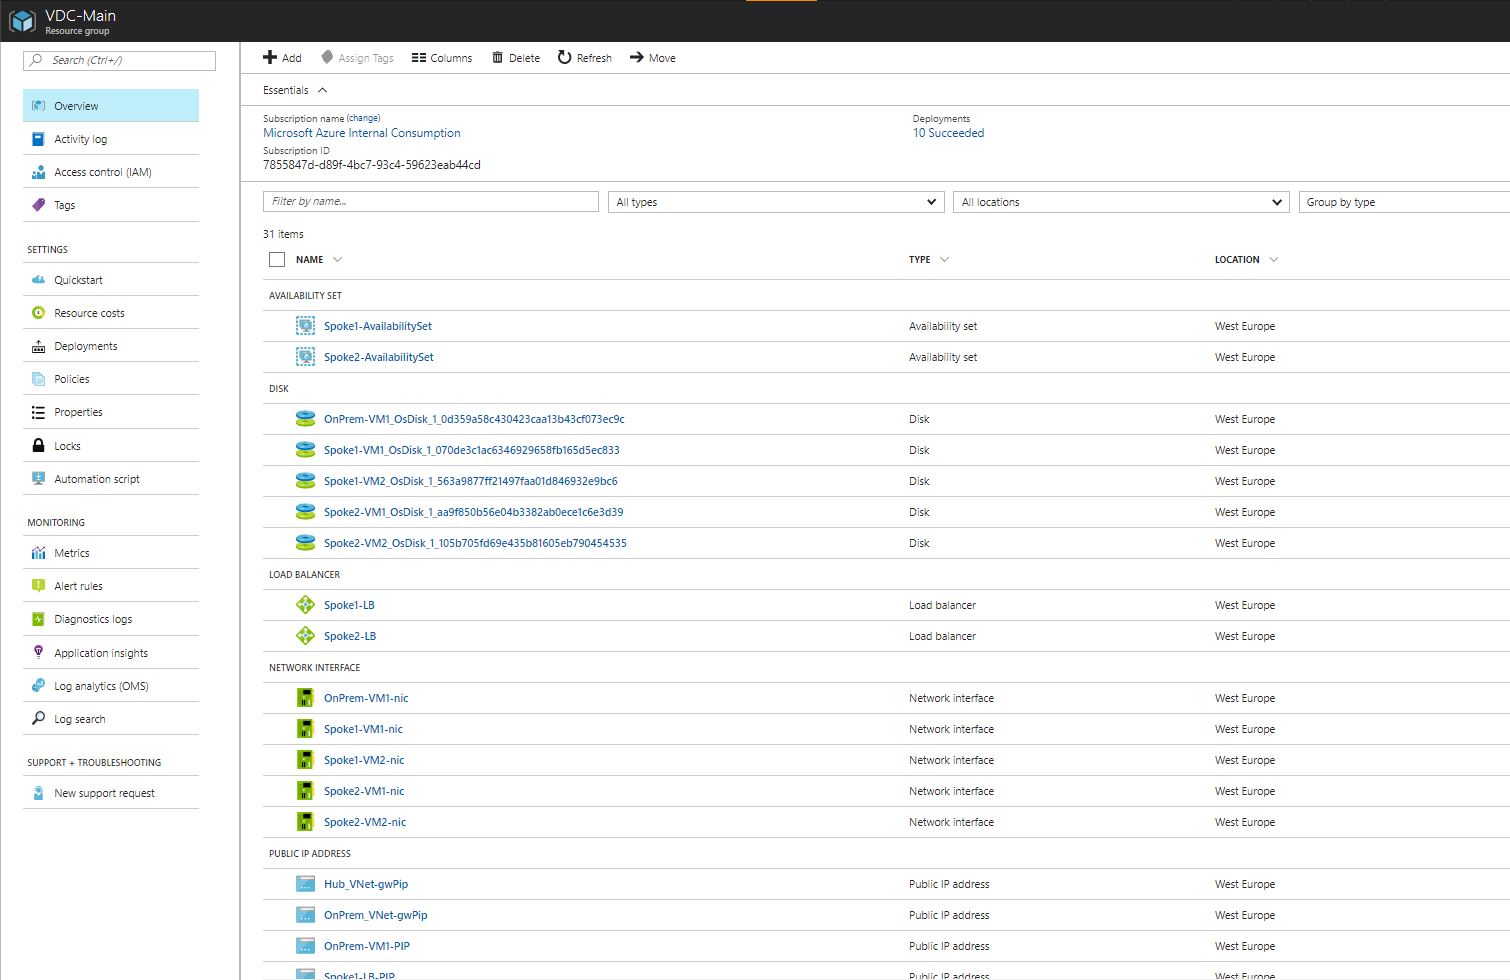 VDC-Main
Resource group
Search (Ctrl+/)
Overview
Activity log
Access control (IAM)
Tags
SETTINGS
Quickstart
Resource costs
Deployments
Policies
Properties
Locks
Automation script
MONITORING
Metrics
Alert rules
Diagnostics logs
Application insights
Log analytics (OMS)
Log search
SUPPORT + TROUBLESHOOTING
New support request
Add Assign Tags Columns Delete Refresh Move
Essentials
Subscription name (change)
Microsoft Azure Internal Consumption
Subscription ID
7855847d-d89f-4bc7-93c4-59623eab44cd
Deployments
10 Succeeded
Filter by name... All types All locations Group by type
31 items
NAME TYPE LOCATION
AVAILABILITY SET
Spoke1-AvailabilitySet Availability set West Europe
Spoke2-AvailabilitySet Availability set West Europe
DISK
OnPrem-VM1_OsDisk_1_0d359a58c430423caa13b43cf073ec9c Disk West Europe
Spoke1-VM1_OsDisk_1_070de3c1ac6346929658fb165d5ec833 Disk West Europe
Spoke1-VM2_OsDisk_1_563a9877ff21497faa01d846932e9bc6 Disk West Europe
Spoke2-VM1_OsDisk_1_aa9f850b56e04b3382ab0ece1c6e3d39 Disk West Europe
Spoke2-VM2_OsDisk_1_105b705fd69e435b81605eb790454535 Disk West Europe
LOAD BALANCER
Spoke1-LB Load balancer West Europe
Spoke2-LB Load balancer West Europe
NETWORK INTERFACE
OnPrem-VM1-nic Network interface West Europe
Spoke1-VM1-nic Network interface West Europe
Spoke1-VM2-nic Network interface West Europe
Spoke2-VM1-nic Network interface West Europe
Spoke2-VM2-nic Network interface West Europe
PUBLIC IP ADDRESS
Hub_VNet-gwPip Public IP address West Europe
OnPrem_VNet-gwPip Public IP address West Europe
OnPrem-VM1-PIP Public IP address West Europe
Spoke1-LB-PIP Public IP address West Europe